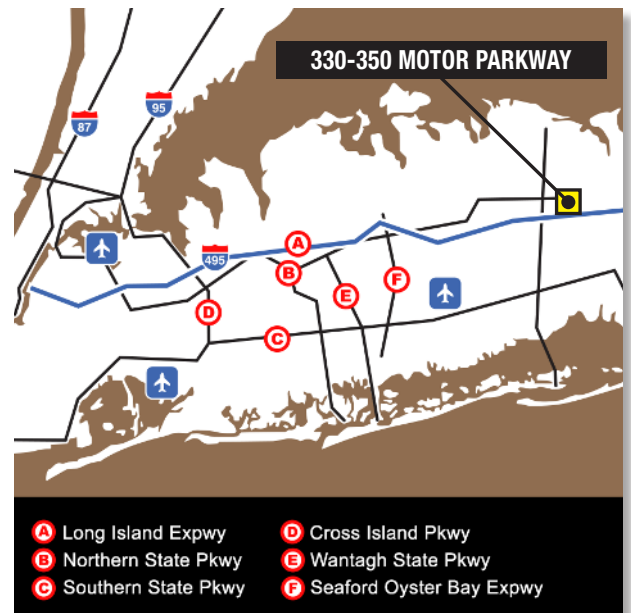 330-350 MOTOR PARKWAY
95
87
A
495
B
F
E
D
C
A Long Island Expwy
B Northern State Pkwy
C Southern State Pkwy
D Cross Island Pkwy
E Wantagh State Pkwy
F Seaford Oyster Bay Expwy